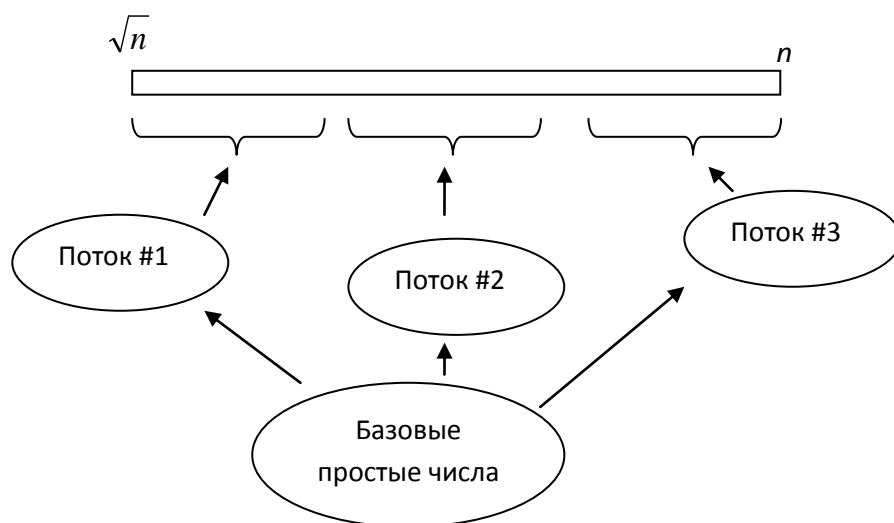 √n
n
Поток #1
Поток #2
Поток #3
Базовые
простые числа